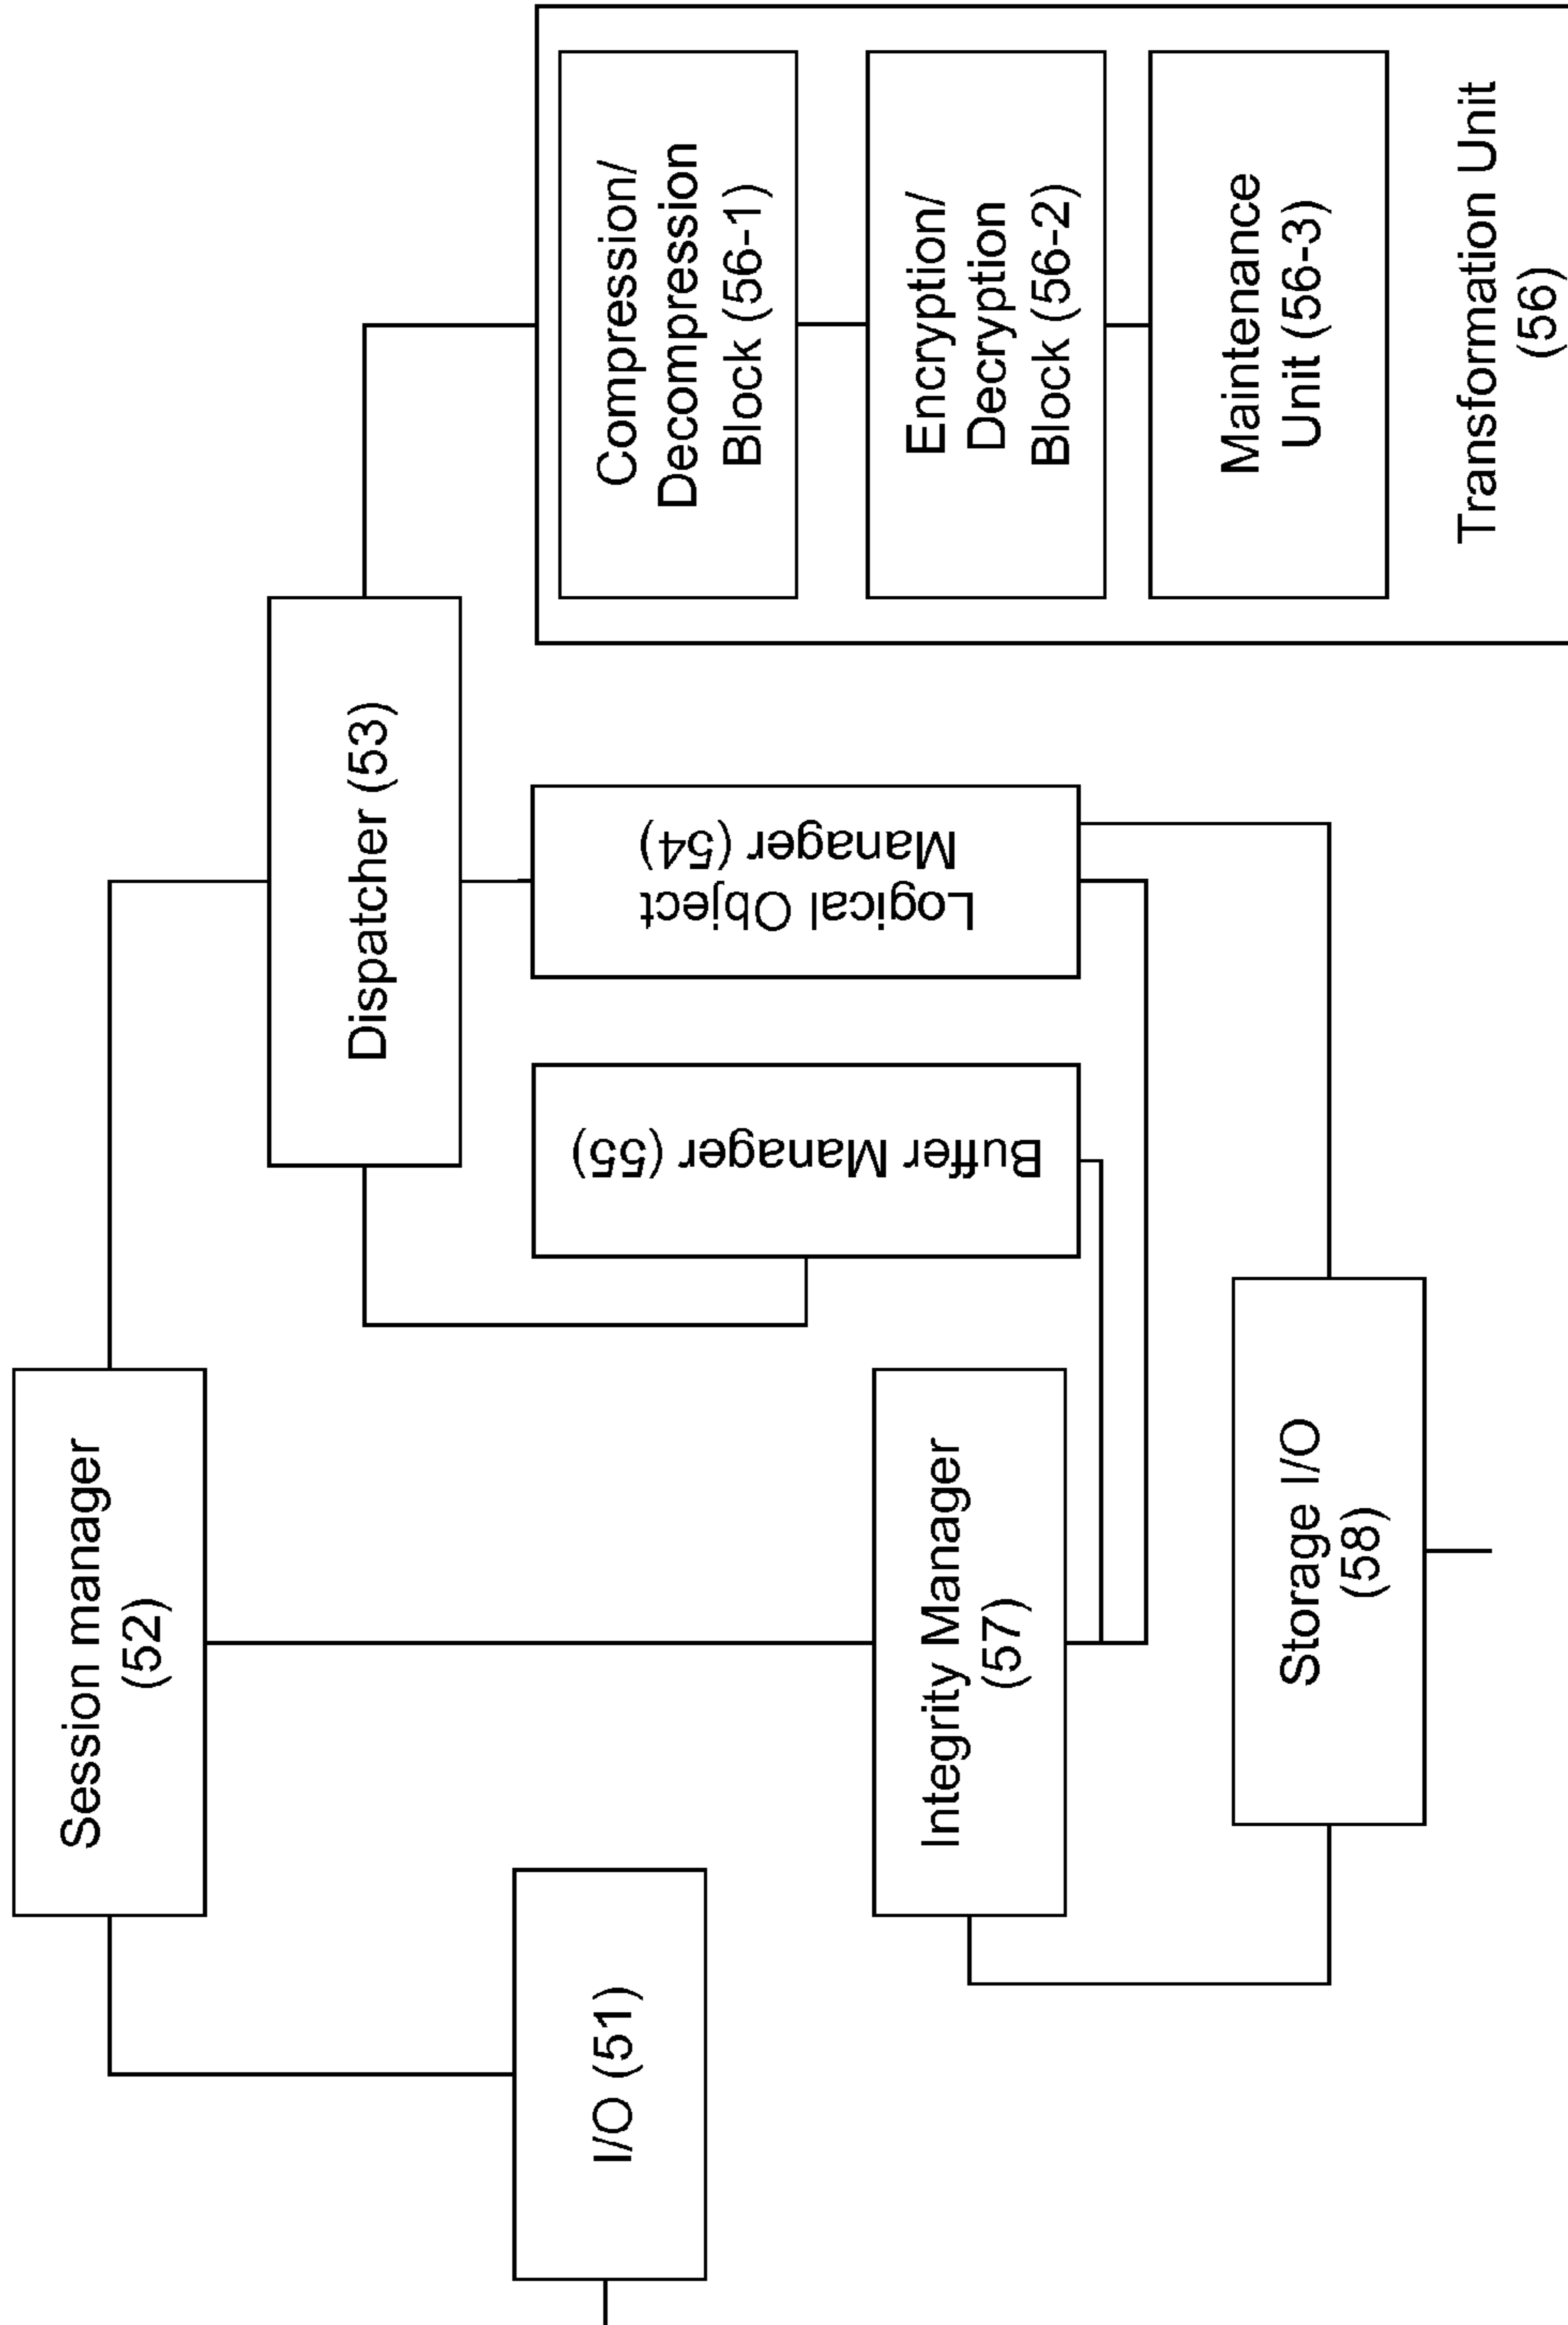 Session manager
(52)
I/O (51)
Dispatcher (53)
Buffer Manager (55)
Logical Object
Manager (54)
Integrity Manager
(57)
Storage I/O
(58)
Compression/
Decompression
Block (56-1)
Encryption/
Decryption
Block (56-2)
Maintenance
Unit (56-3)
Transformation Unit
(56)